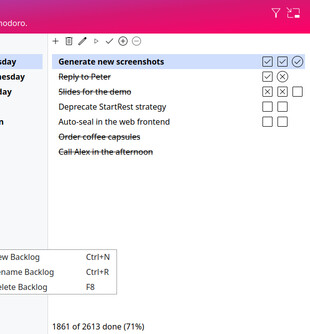 modoro.
sday
Generate new screenshots
nesday
Reply to Peter
day
Slides for the demo
Deprecate StartRest strategy
n
Auto-seal in the web frontend
Order coffee capsules
Call Alex in the afternoon
ew Backlog Ctrl+N
ename Backlog Ctrl+R
elete Backlog F8
1861 of 2613 done (71%)